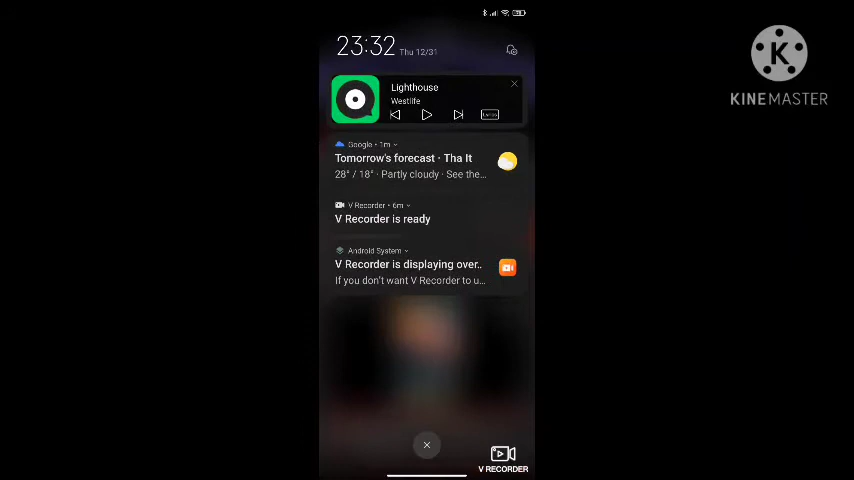 23:32 Thu 12/31
KINEMASTER
Lighthouse
Westlife
Lyrics
Google • 1m
Tomorrow's forecast · Tha It
28° / 18° · Partly cloudy · See the...
V Recorder • 6m
V Recorder is ready
Android System
V Recorder is displaying over..
If you don't want V Recorder to u...
V RECORDER